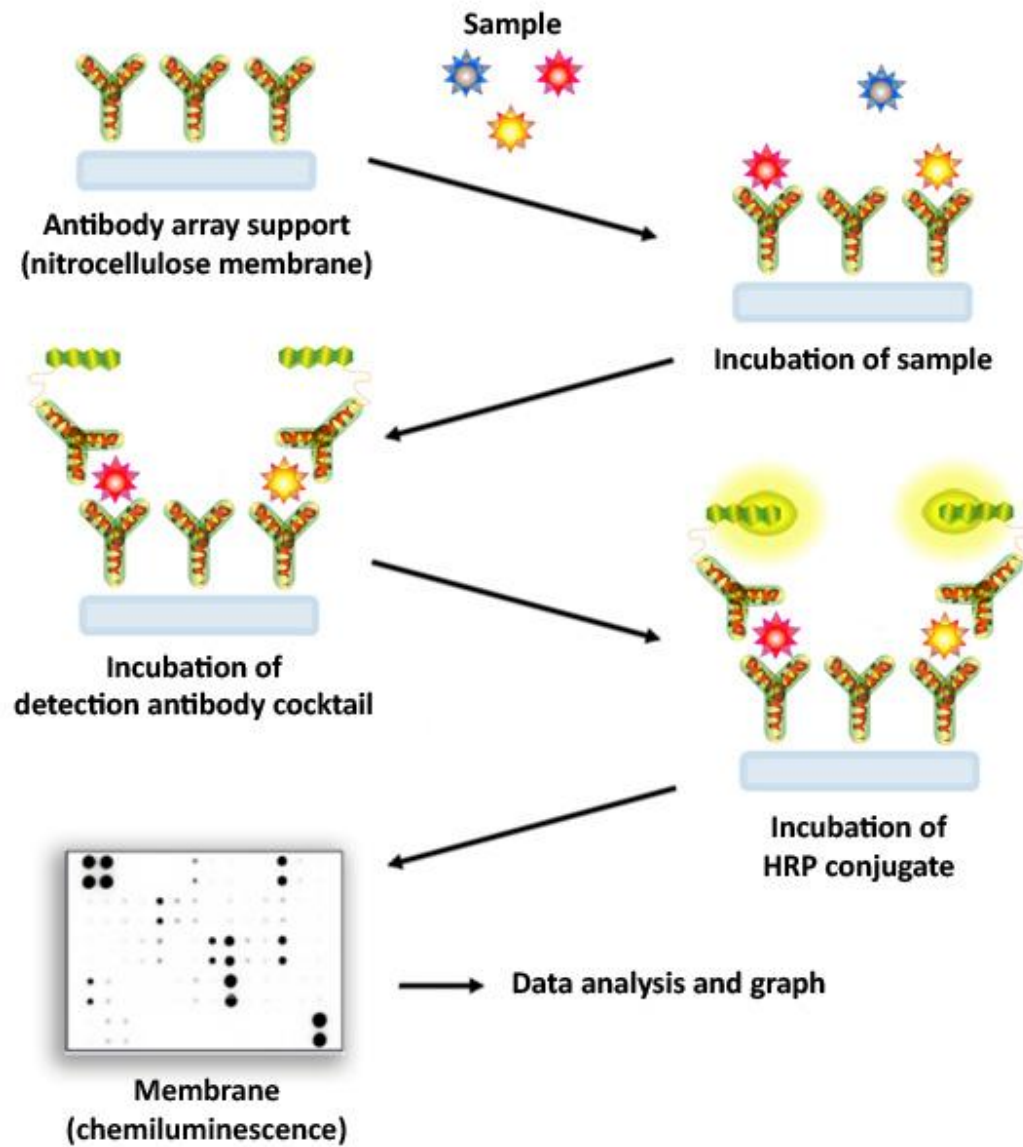 Sample
Antibody array support
(nitrocellulose membrane)
Incubation of sample
Incubation of
detection antibody cocktail
Incubation of
HRP conjugate
Membrane
(chemiluminescence)
Data analysis and graph